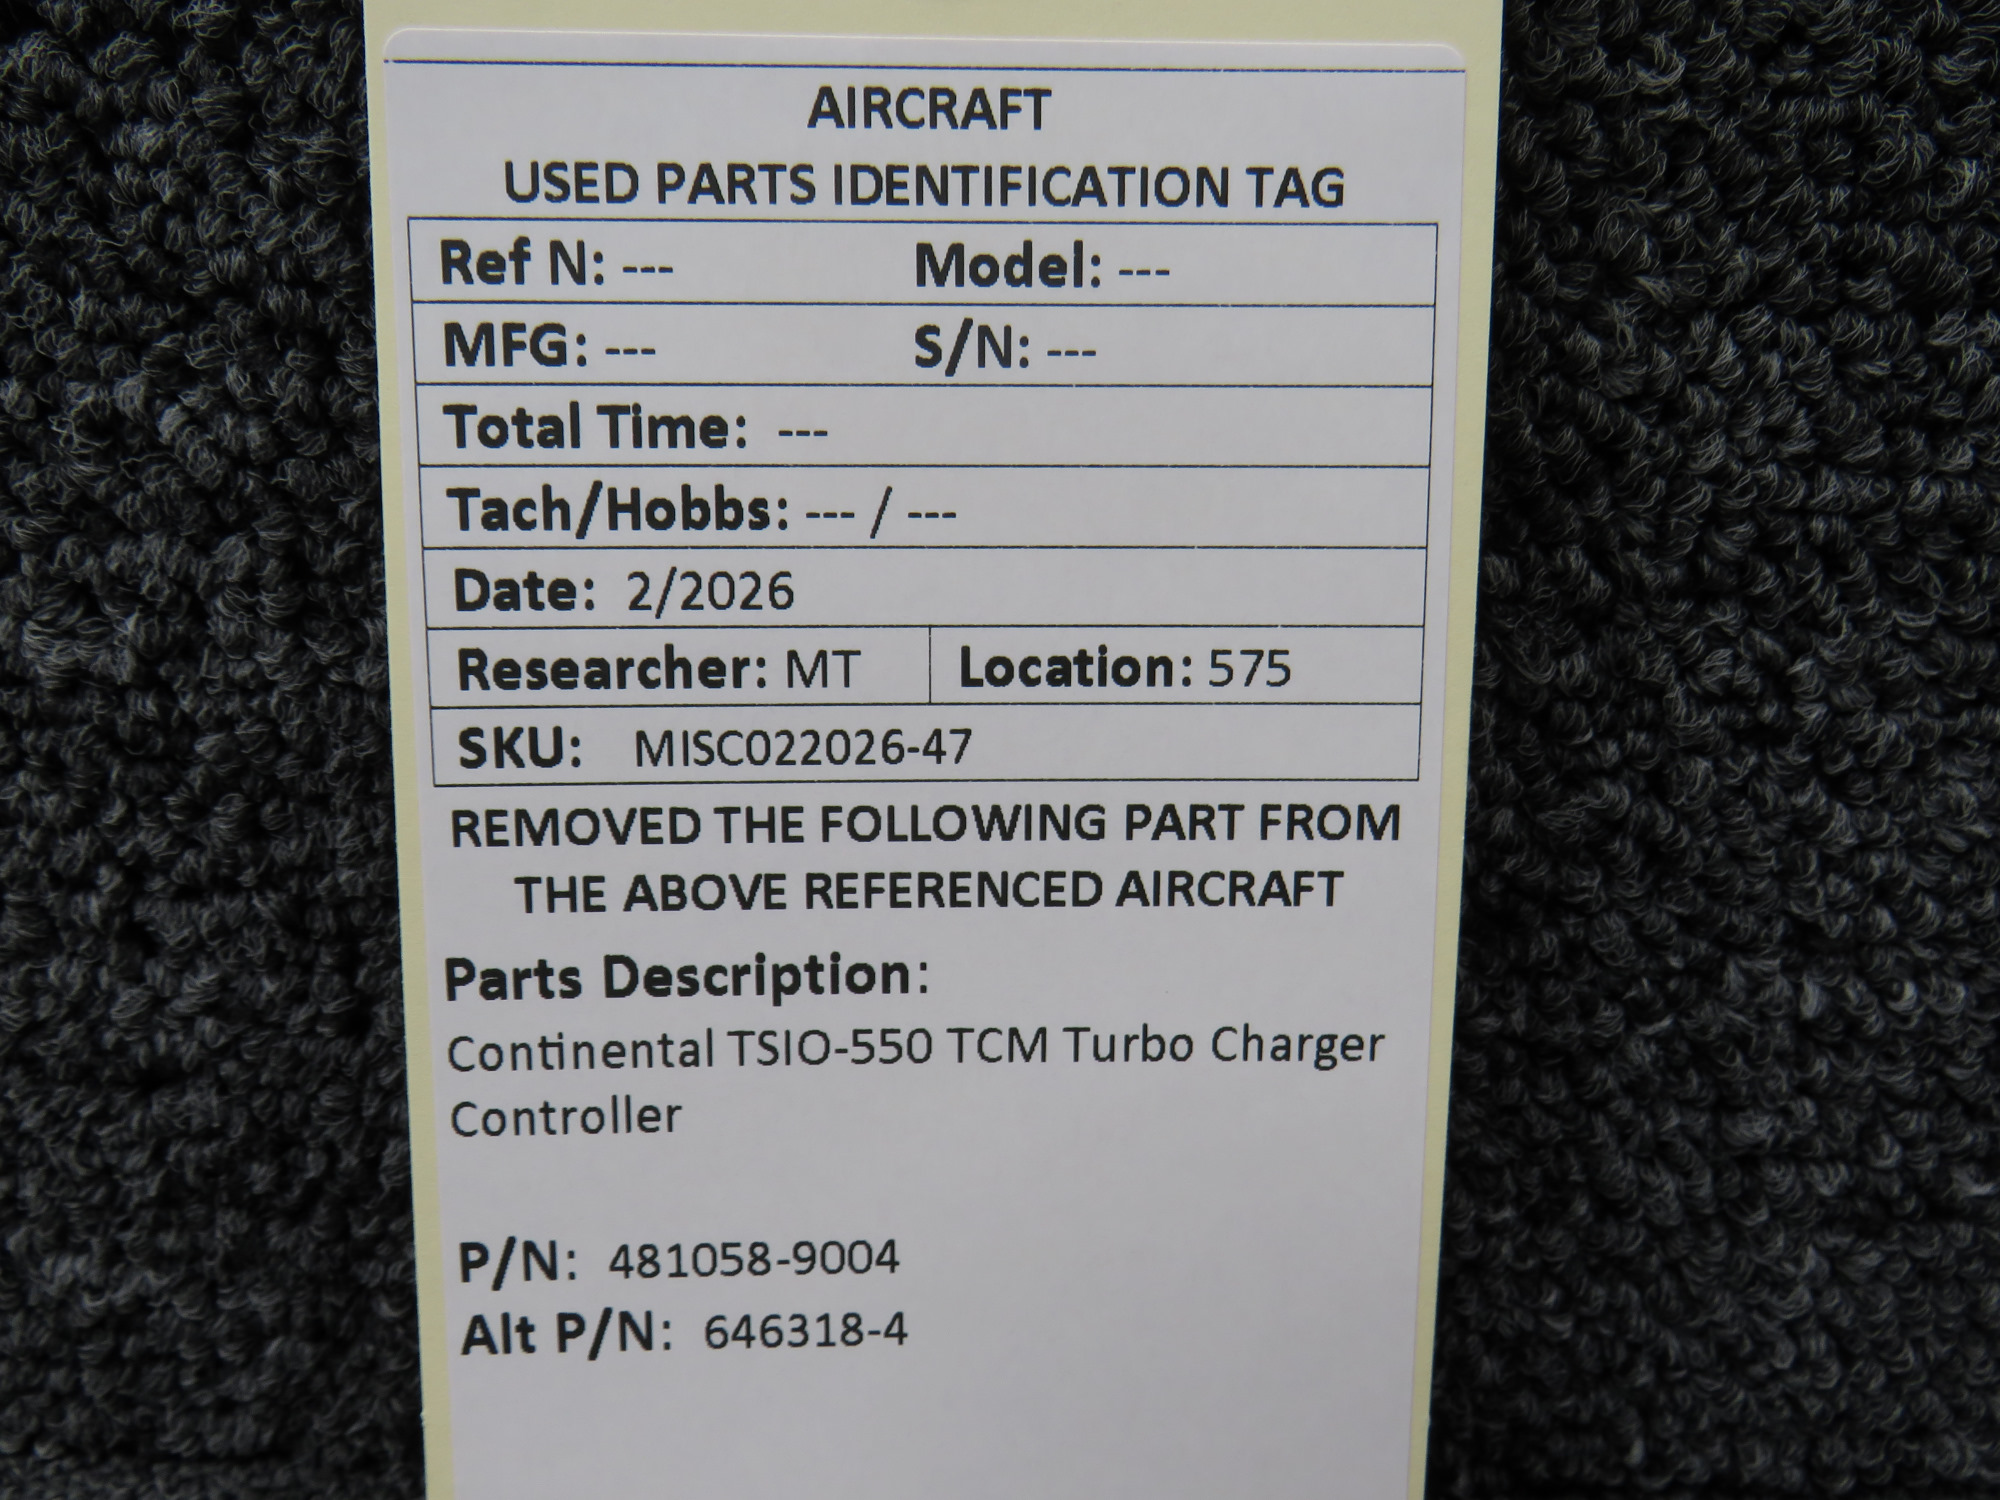 AIRCRAFT
USED PARTS IDENTIFICATION TAG
Ref N: --- Model: ---
MFG: --- S/N: ---
Total Time: ---
Tach/Hobbs: --- / ---
Date: 2/2026
Researcher: MT Location: 575
SKU: MISC022026-47
REMOVED THE FOLLOWING PART FROM
THE ABOVE REFERENCED AIRCRAFT
Parts Description:
Continental TSIO-550 TCM Turbo Charger
Controller
P/N: 481058-9004
Alt P/N: 646318-4